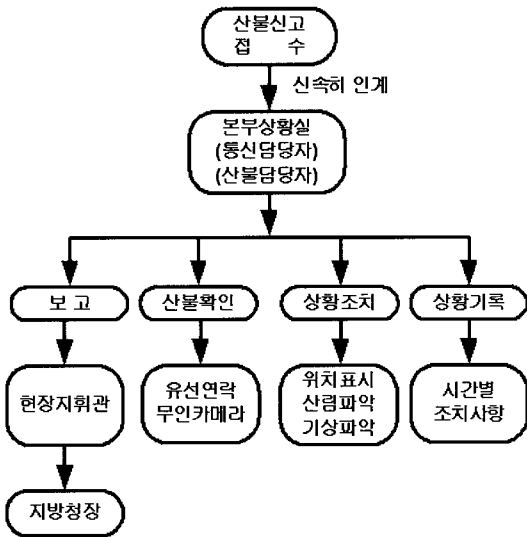 산불신고
접 수
신속히 인계
본부상황실
(통신담당자)
(산불담당자)
보 고
산불확인
상황조치
상황기록
현장지휘관
유선연락
무인카메라
위치표시
산림파악
기상파악
시간별
조치사항
지방청장